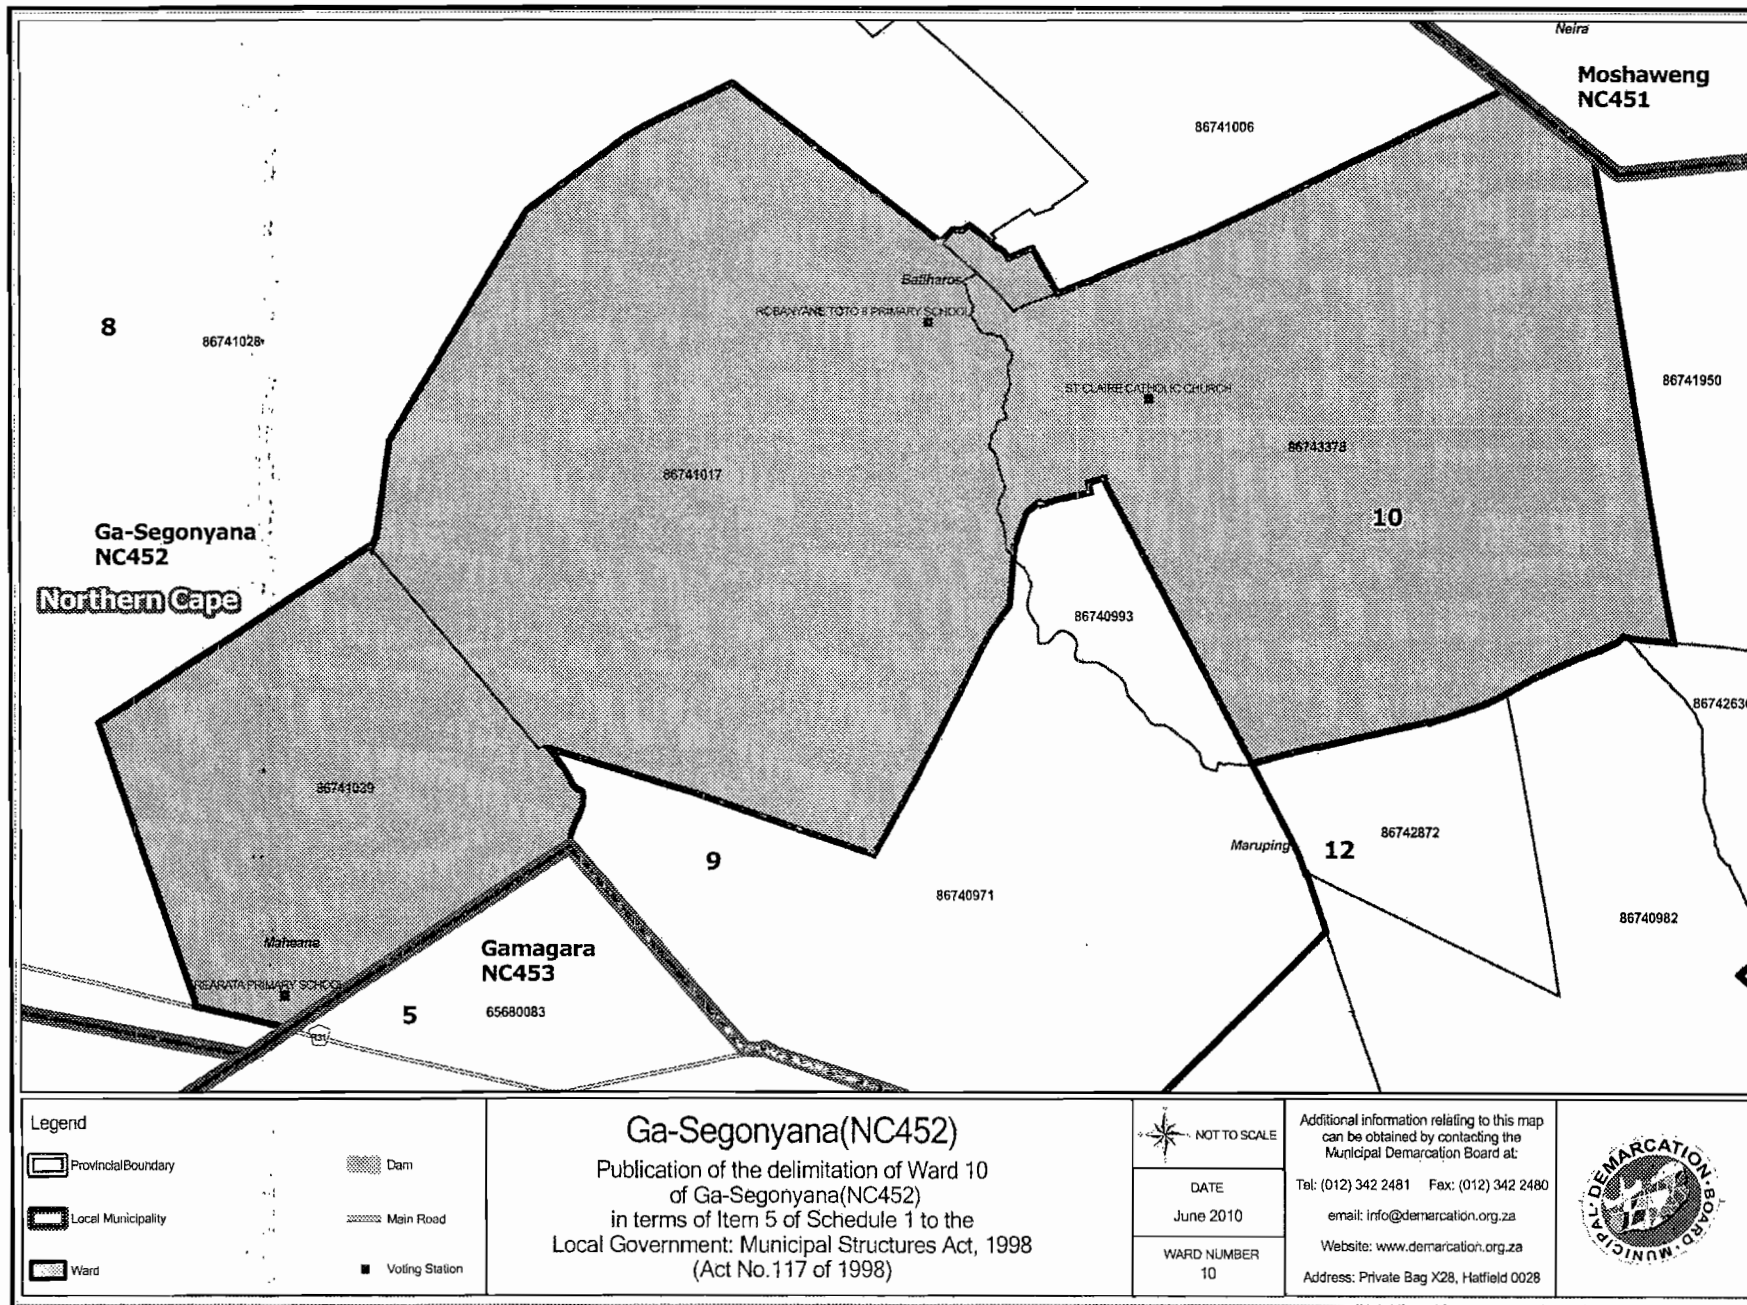 Neira
Moshaweng
NC451
86741006
8
86741028
Batlharos
ROBANYANE TOTO II PRIMARY SCHOOL
ST CLAIRE CATHOLIC CHURCH
86741950
86743378
86741017
10
Ga-Segonyana
NC452
Northern Cape
86740993
8674263
86741039
86742872
Maruping
12
9
86740971
86740982
Maheane
Gamagara
NC453
REARATA PRIMARY SCHOOL
5
65680083
R31
Legend
Provincial Boundary
Local Municipality
Ward
Dam
Main Road
Voting Station
Ga-Segonyana(NC452)
Publication of the delimitation of Ward 10
of Ga-Segonyana(NC452)
in terms of Item 5 of Schedule 1 to the
Local Government: Municipal Structures Act, 1998
(Act No.117 of 1998)
NOT TO SCALE
DATE
June 2010
WARD NUMBER
10
Additional information relating to this map
can be obtained by contacting the
Municipal Demarcation Board at:
Tel: (012) 342 2481 Fax: (012) 342 2480
email: info@demarcation.org.za
Website: www.demarcation.org.za
Address: Private Bag X28, Hatfield 0028
MUNICIPAL DEMARCATION BOARD